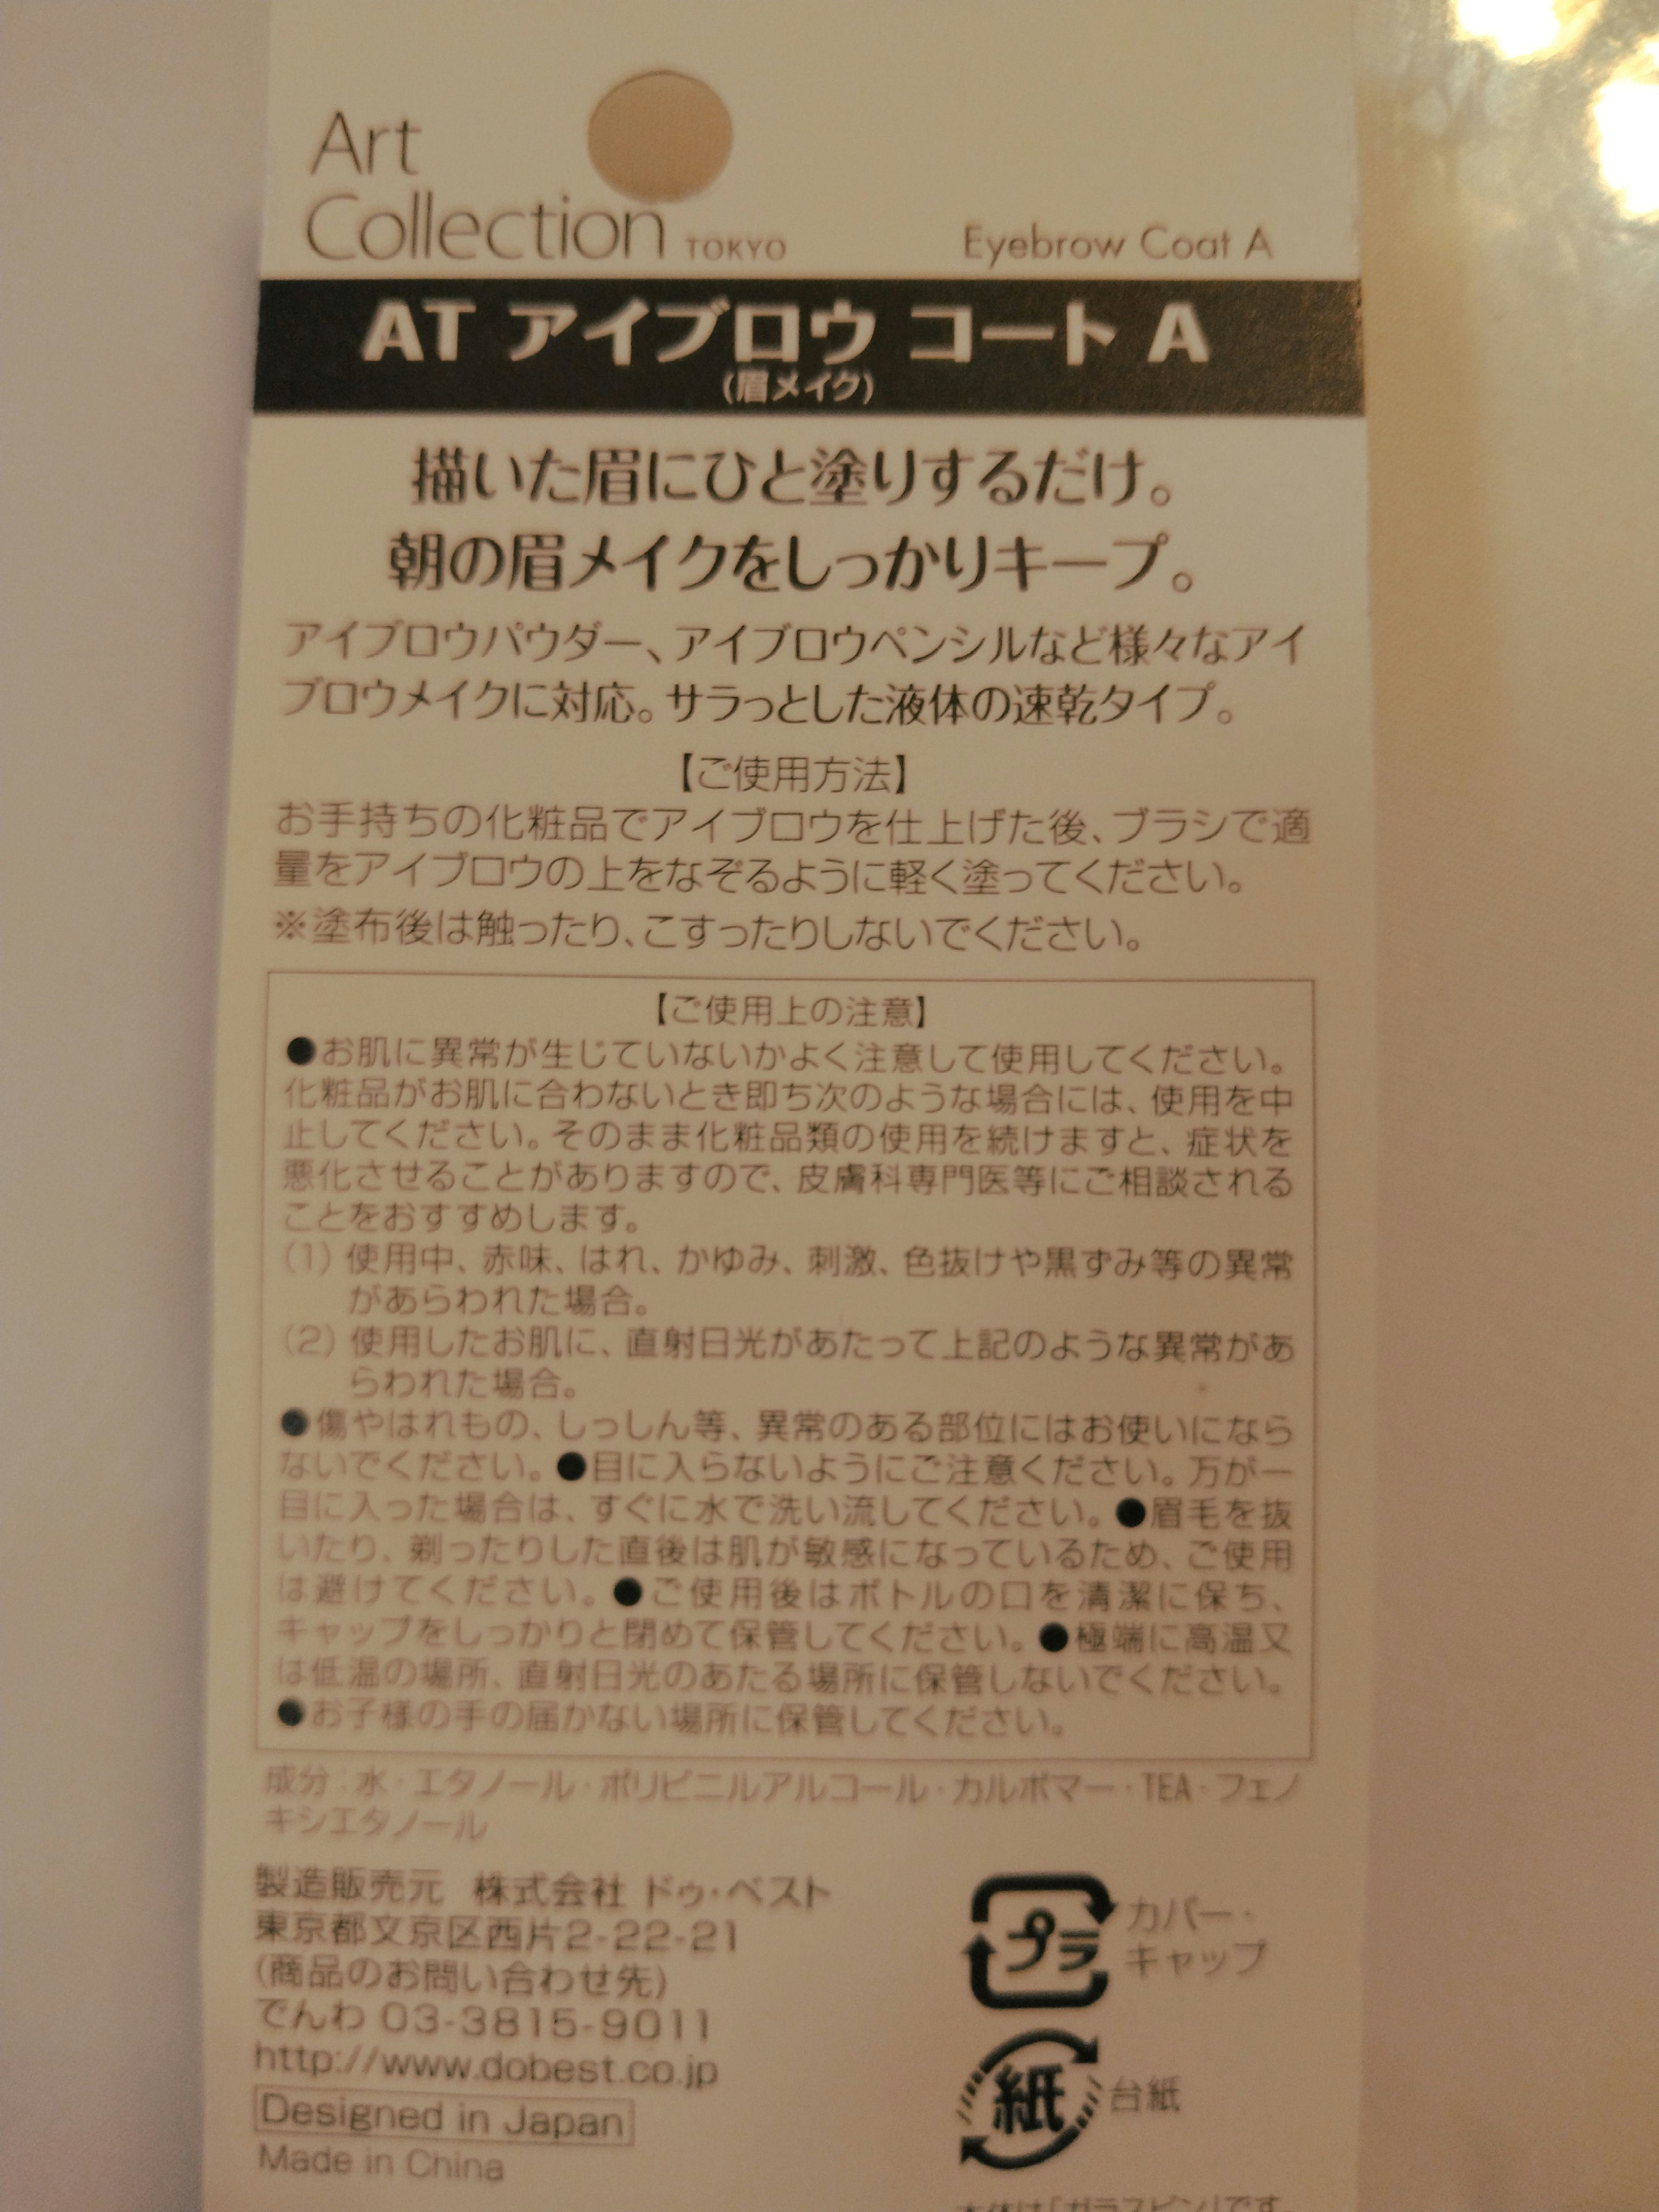 Art
Collection TOKYO
Eyebrow Coat A
AT アイブロウ コート A
(眉メイク)
描いた眉にひと塗りするだけ。
朝の眉メイクをしっかりキープ。
アイブロウパウダー、アイブロウペンシルなど様々なアイ
ブロウメイクに対応。サラっとした液体の速乾タイプ。
【ご使用方法】
お手持ちの化粧品でアイブロウを仕上げた後、ブラシで適
量をアイブロウの上をなぞるように軽く塗ってください。
※塗布後は触ったり、こすったりしないでください。
【ご使用上の注意】
●お肌に異常が生じていないかよく注意して使用してください。
化粧品がお肌に合わないとき即ち次のような場合には、使用を中
止してください。そのまま化粧品類の使用を続けますと、症状を
悪化させることがありますので、皮膚科専門医等にご相談される
ことをおすすめします。
(1) 使用中、赤味、はれ、かゆみ、刺激、色抜けや黒ずみ等の異常
があらわれた場合。
(2) 使用したお肌に、直射日光があたって上記のような異常があ
らわれた場合。
●傷やはれもの、しっしん等、異常のある部位にはお使いになら
ないでください。●目に入らないようにご注意ください。万が一
目に入った場合は、すぐに水で洗い流してください。●眉毛を抜
いたり、剃ったりした直後は肌が敏感になっているため、ご使用
は避けてください。●ご使用後はボトルの口を清潔に保ち、
キャップをしっかりと閉めて保管してください。●極端に高温又
は低温の場所、直射日光のあたる場所に保管しないでください。
●お子様の手の届かない場所に保管してください。
成分:水・エタノール・ポリビニルアルコール・カルボマー・TEA・フェノ
キシエタノール
製造販売元 株式会社 ドゥ・ベスト
東京都文京区西片2-22-21
(商品のお問い合わせ先)
でんわ 03-3815-9011
http://www.dobest.co.jp
Designed in Japan
Made in China
プラ
カバー・
キャップ
紙
台紙
本体は「ガラスビン」です。